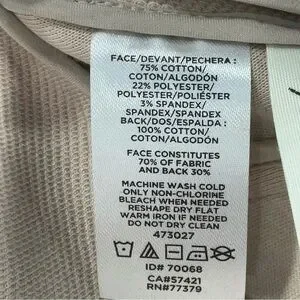 FACE/DEVANT/PECHERA :
75% COTTON/
COTON/ALGODÓN
22% POLYESTER/
POLYESTER/POLIÉSTER
3% SPANDEX/
SPANDEX/SPANDEX
BACK/DOS/ESPALDA :
100% COTTON/
COTON/ALGODÓN
FACE CONSTITUTES
70% OF FABRIC
AND BACK 30%
MACHINE WASH COLD
ONLY NON-CHLORINE
BLEACH WHEN NEEDED
RESHAPE DRY FLAT
WARM IRON IF NEEDED
DO NOT DRY CLEAN
473027
ID# 70068
CA#57421
RN#77379